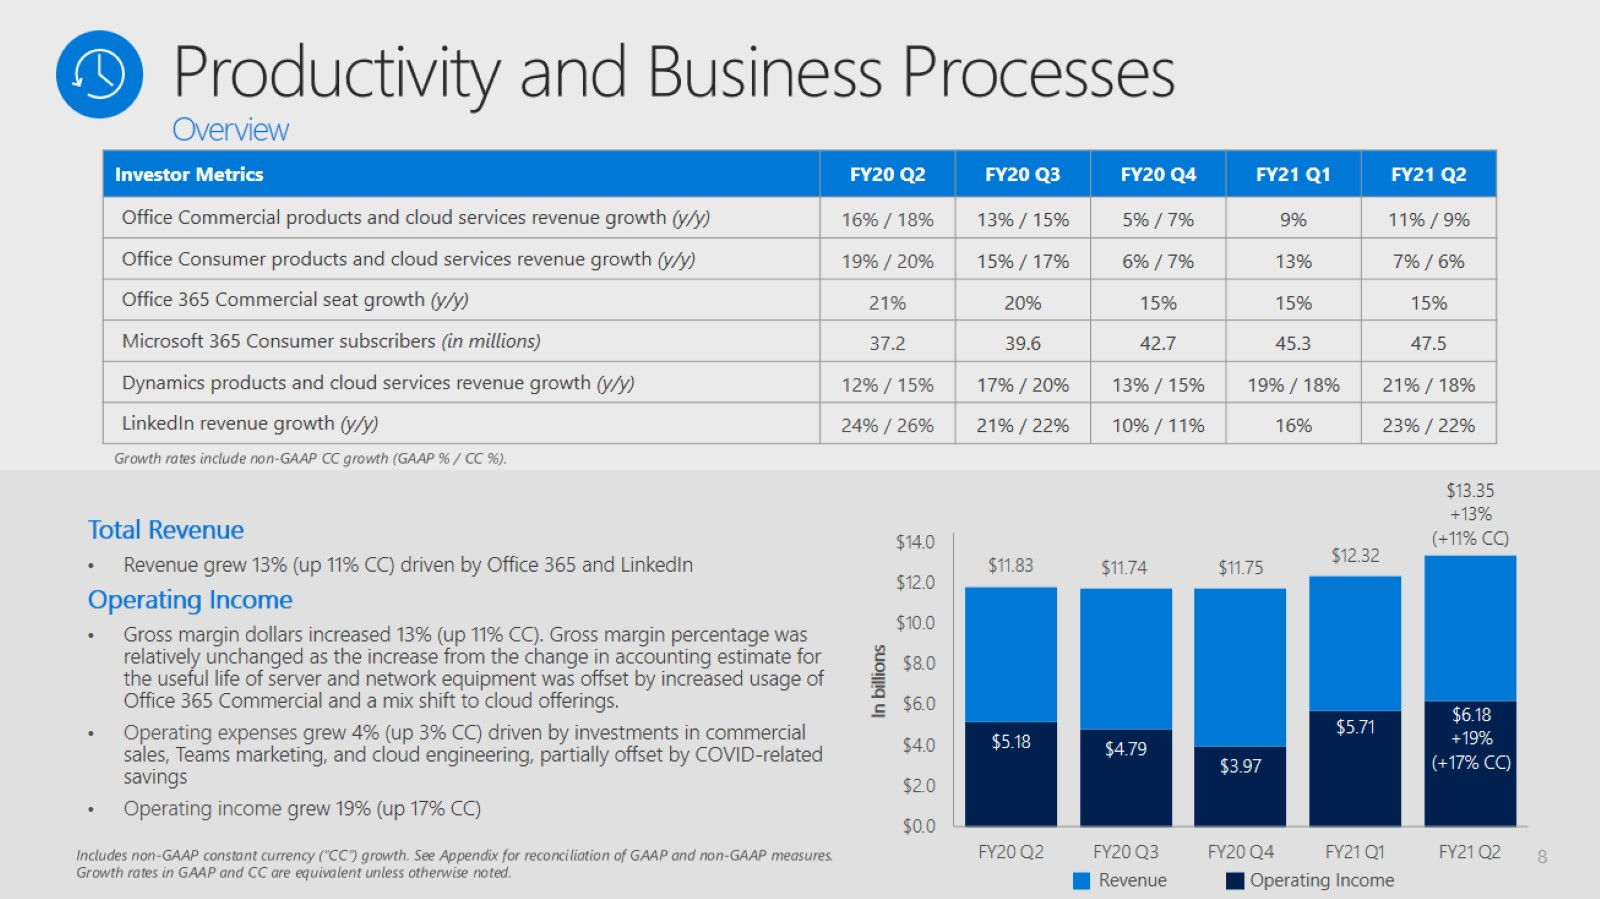 Productivity and Business Processes
Overview
Investor Metrics FY20 Q2 FY20 Q3 FY20 Q4 FY21 Q1 FY21 Q2
Office Commercial products and cloud services revenue growth (y/y) 16% / 18% 13% / 15% 5% / 7% 9% 11% / 9%
Office Consumer products and cloud services revenue growth (y/y) 19% / 20% 15% / 17% 6% / 7% 13% 7% / 6%
Office 365 Commercial seat growth (y/y) 21% 20% 15% 15% 15%
Microsoft 365 Consumer subscribers (in millions) 37.2 39.6 42.7 45.3 47.5
Dynamics products and cloud services revenue growth (y/y) 12% / 15% 17% / 20% 13% / 15% 19% / 18% 21% / 18%
LinkedIn revenue growth (y/y) 24% / 26% 21% / 22% 10% / 11% 16% 23% / 22%
Growth rates include non-GAAP CC growth (GAAP % / CC %).
Total Revenue
• Revenue grew 13% (up 11% CC) driven by Office 365 and LinkedIn
Operating Income
• Gross margin dollars increased 13% (up 11% CC). Gross margin percentage was
relatively unchanged as the increase from the change in accounting estimate for
the useful life of server and network equipment was offset by increased usage of
Office 365 Commercial and a mix shift to cloud offerings.
• Operating expenses grew 4% (up 3% CC) driven by investments in commercial
sales, Teams marketing, and cloud engineering, partially offset by COVID-related
savings
• Operating income grew 19% (up 17% CC)
Includes non-GAAP constant currency ("CC") growth. See Appendix for reconciliation of GAAP and non-GAAP measures.
Growth rates in GAAP and CC are equivalent unless otherwise noted.
In billions
$14.0
$12.0
$10.0
$8.0
$6.0
$4.0
$2.0
$0.0
$11.83
$11.74
$11.75
$12.32
$13.35
+13%
(+11% CC)
$5.18
$4.79
$3.97
$5.71
$6.18
+19%
(+17% CC)
FY20 Q2 FY20 Q3 FY20 Q4 FY21 Q1 FY21 Q2
Revenue Operating Income
8